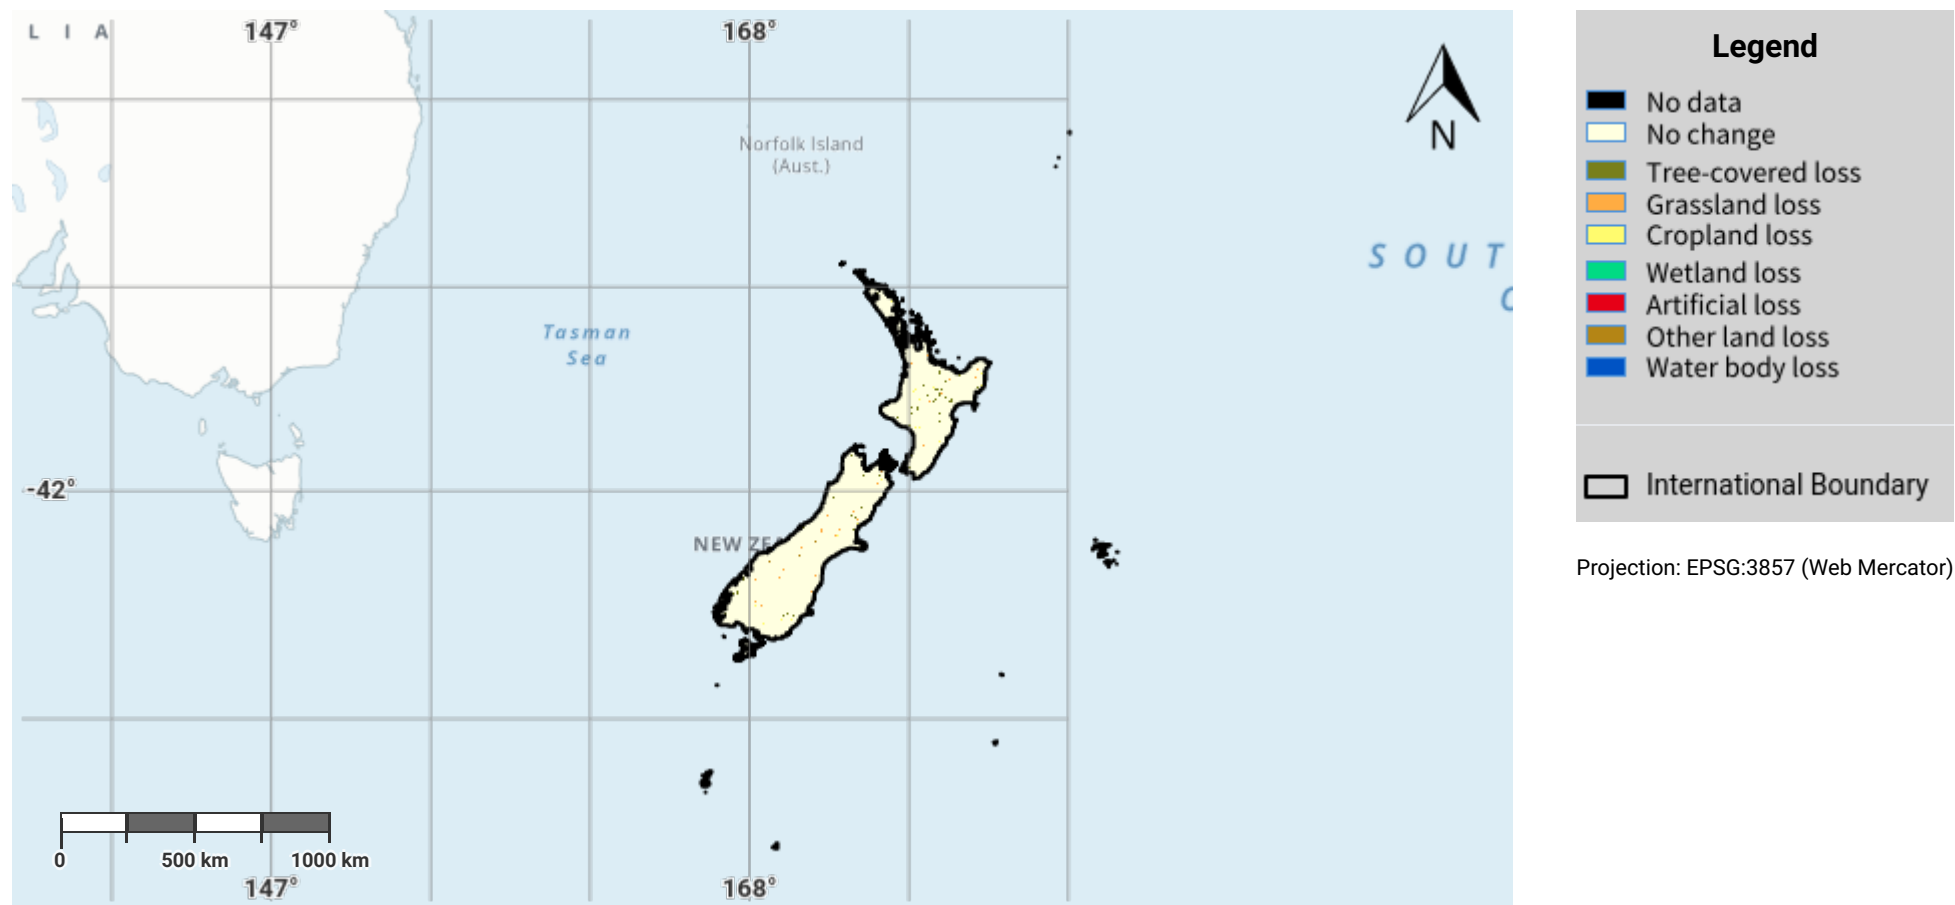 L I A
147°
168°
N
Norfolk Island
(Aust.)
SOUT
Tasman
Sea
-42°
NEW ZEA
0
500 km
1000 km
147°
168°
Legend
No data
No change
Tree-covered loss
Grassland loss
Cropland loss
Wetland loss
Artificial loss
Other land loss
Water body loss
International Boundary
Projection: EPSG:3857 (Web Mercator)